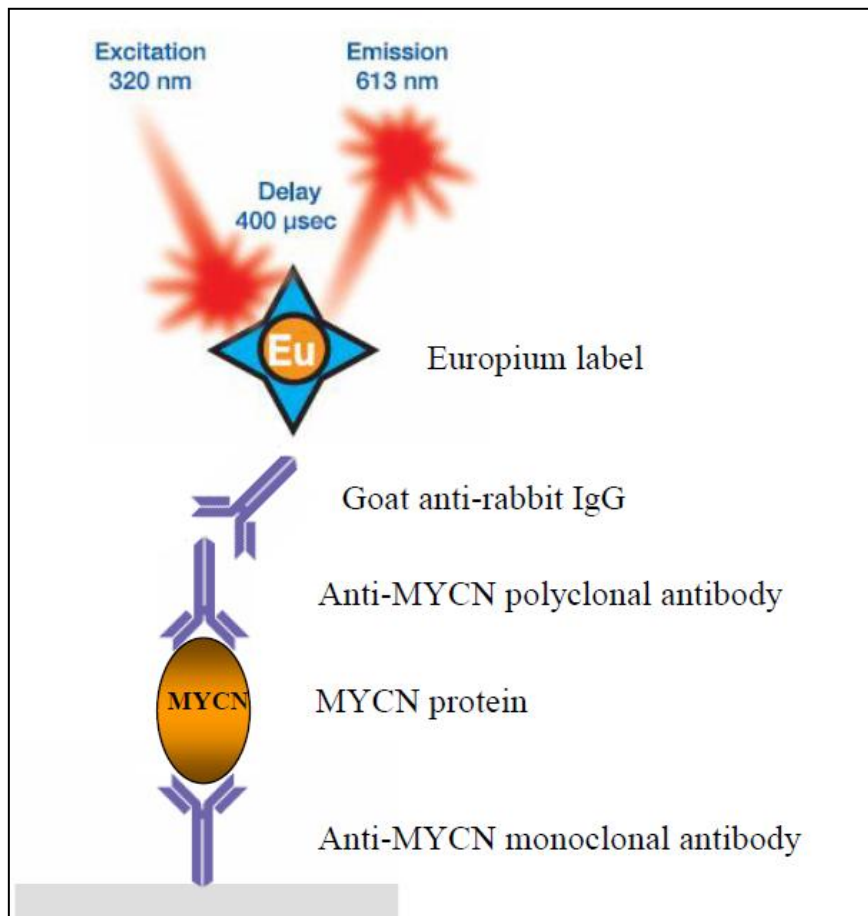 Excitation
320 nm
Emission
613 nm
Delay
400 µsec
Eu
Europium label
Goat anti-rabbit IgG
Anti-MYCN polyclonal antibody
MYCN
MYCN protein
Anti-MYCN monoclonal antibody